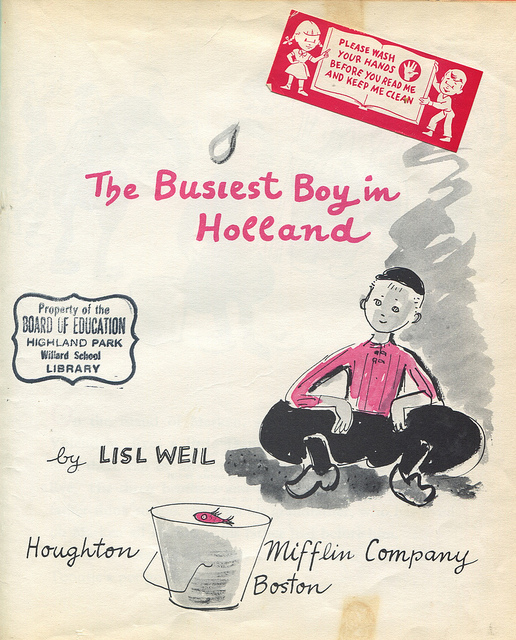 PLEASE WASH
YOUR HANDS
BEFORE YOU READ ME
AND KEEP ME CLEAN
The Busiest Boy in
Holland
Property of the
BOARD OF EDUCATION
HIGHLAND PARK
Willard School
LIBRARY
by LISL WEIL
Houghton Mifflin Company
Boston